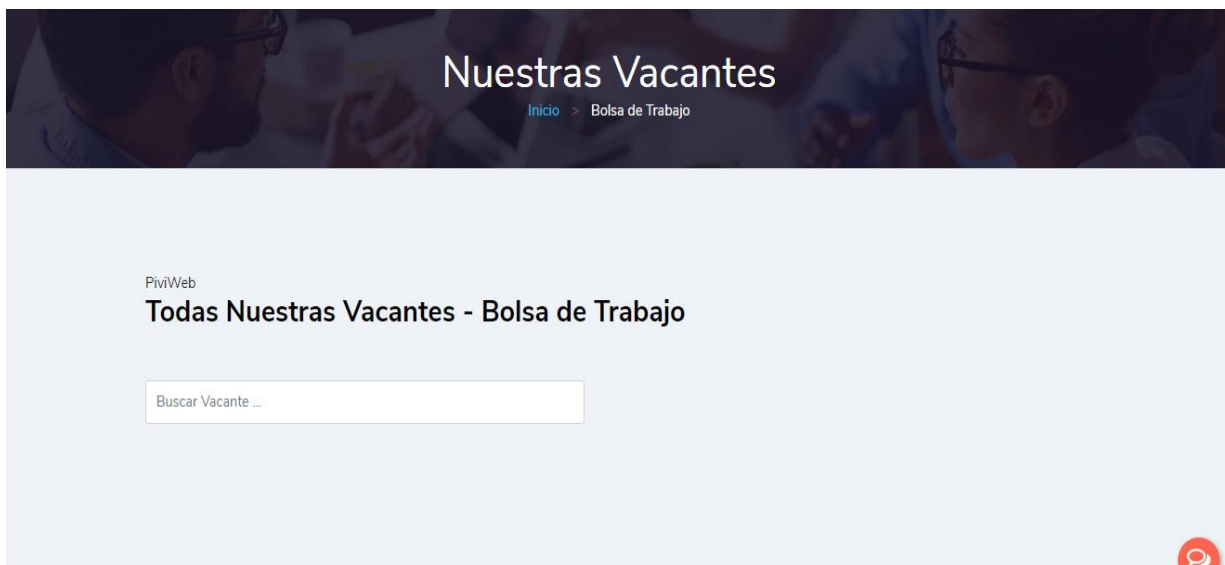 Nuestras Vacantes
Inicio > Bolsa de Trabajo
PiviWeb
Todas Nuestras Vacantes - Bolsa de Trabajo
Buscar Vacante ...